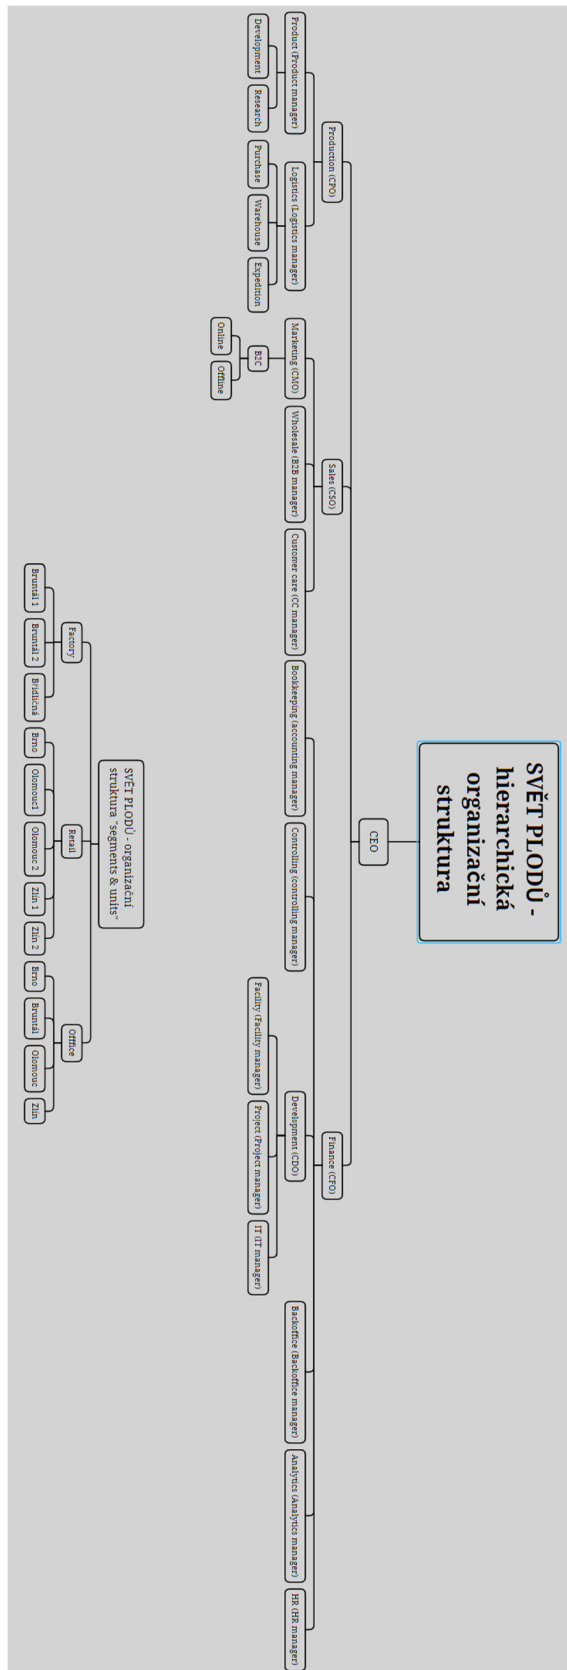 SVĚT PLODŮ -
hierarchická
organizační
struktura
CEO
Production (CPO)
Sales (CSO)
Finance (CFO)
Product (Product manager)
Logistics (Logistics manager)
Marketing (CMO)
Wholesale (B2B manager)
Customer care (CC manager)
Bookkeeping (accounting manager)
Controlling (controlling manager)
Development (CDO)
Backoffice (Backoffice manager)
Analytics (Analytics manager)
HR (HR manager)
Development
Research
Purchase
Warehouse
Expedition
B2C
Facility (Facility manager)
Project (Project manager)
IT (IT manager)
Online
Offline
SVĚT PLODŮ - organizační
struktura "segments & units"
Factory
Retail
Offfice
Bruntál 1
Bruntál 2
Břidličná
Brno
Olomouc1
Olomouc 2
Zlín 1
Zlín 2
Brno
Bruntál
Olomouc
Zlín